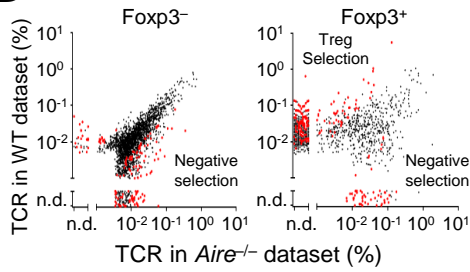 Foxp3⁻
Foxp3⁺
TCR in WT dataset (%)
10¹
10⁰
10⁻¹
10⁻²
n.d.
Negative
selection
n.d.
10⁻²
10⁻¹
10⁰
10¹
10¹
10⁰
10⁻¹
10⁻²
n.d.
Treg
Selection
Negative
selection
n.d.
10⁻²
10⁻¹
10⁰
10¹
TCR in Aire⁻/⁻ dataset (%)